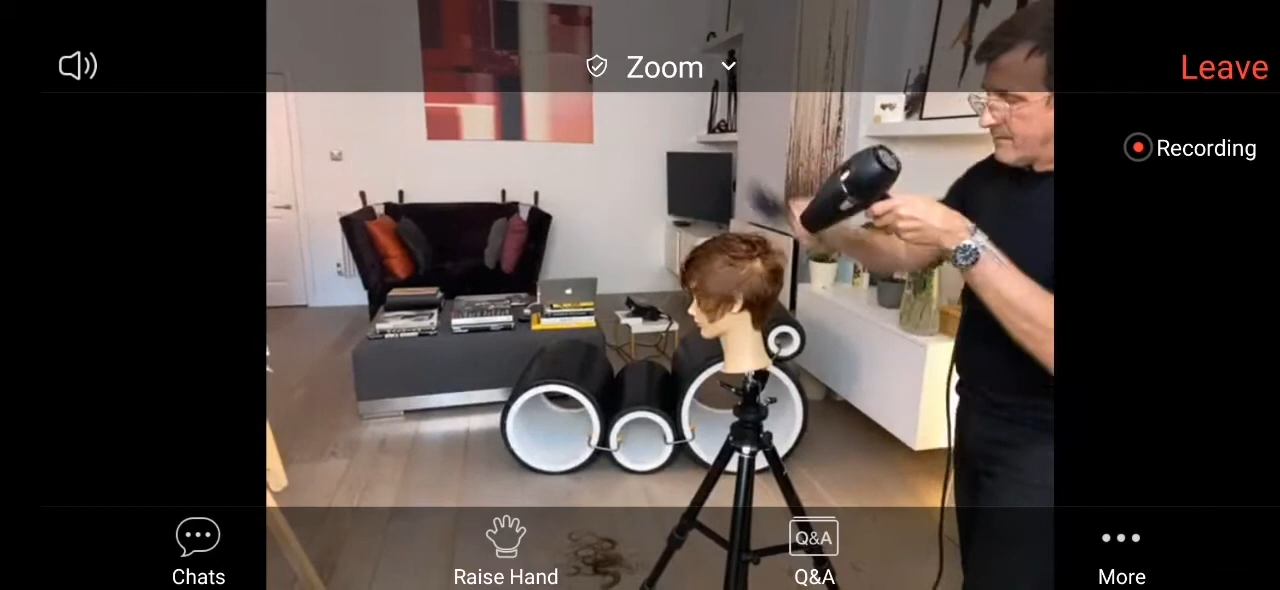 Zoom
Leave
Recording
Chats
Raise Hand
Q&A
Q&A
More